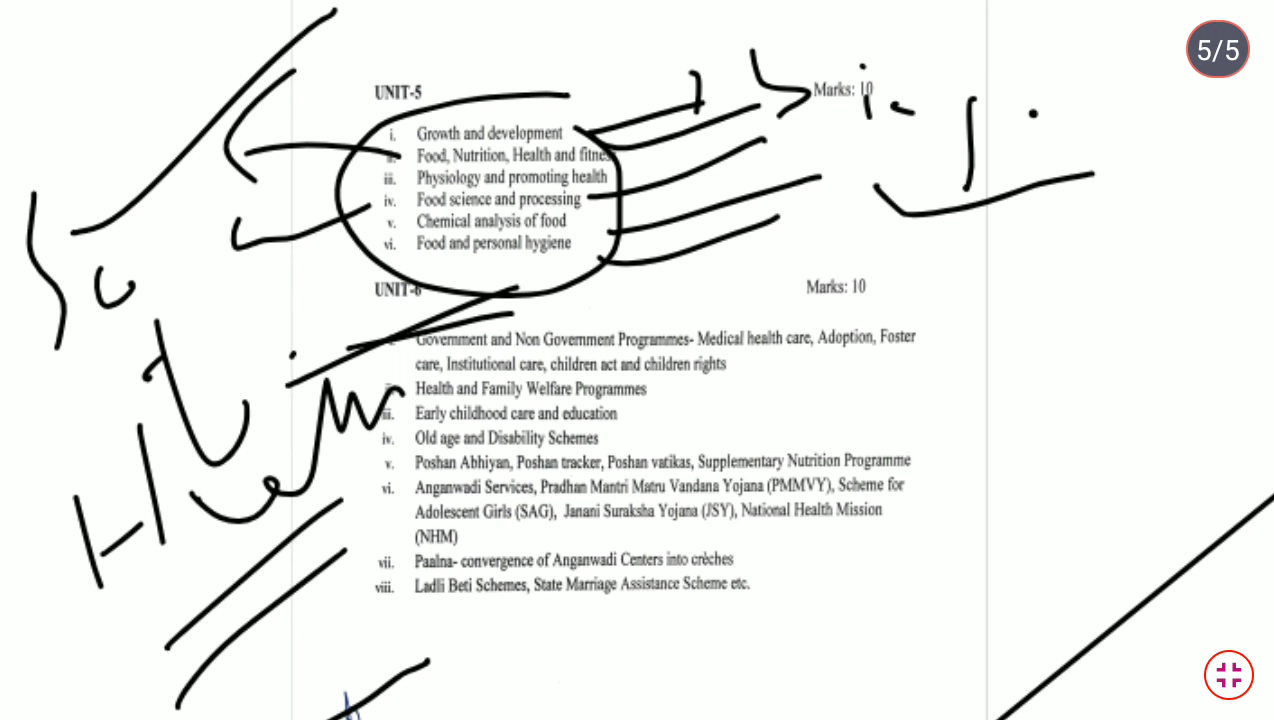 5/5
UNIT-5 Marks: 10
i. Growth and development
Food, Nutrition, Health and fitnes
iii. Physiology and promoting health
iv. Food science and processing
v. Chemical analysis of food
vi. Food and personal hygiene
UNIT-6 Marks: 10
Government and Non Government Programmes- Medical health care, Adoption, Foster
care, Institutional care, children act and children rights
Health and Family Welfare Programmes
iii. Early childhood care and education
iv. Old age and Disability Schemes
v. Poshan Abhiyan, Poshan tracker, Poshan vatikas, Supplementary Nutrition Programme
vi. Anganwadi Services, Pradhan Mantri Matru Vandana Yojana (PMMVY), Scheme for
Adolescent Girls (SAG), Janani Suraksha Yojana (JSY), National Health Mission
(NHM)
vii. Paalna- convergence of Anganwadi Centers into crèches
viii. Ladli Beti Schemes, State Marriage Assistance Scheme etc.